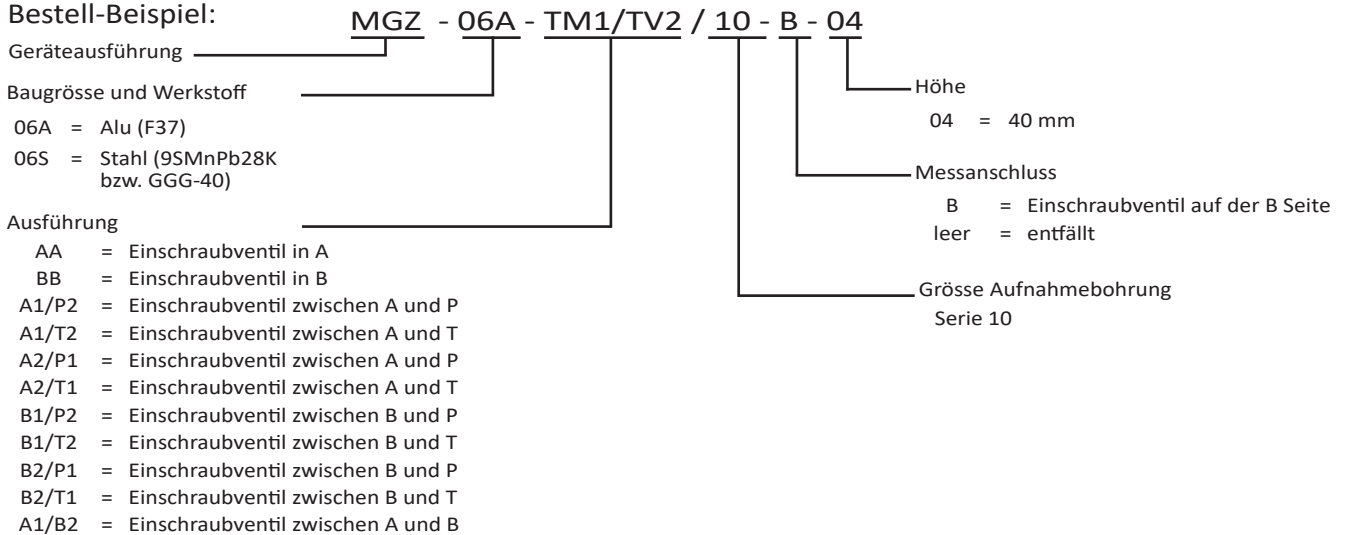 Bestell-Beispiel:
MGZ - 06A - TM1/TV2 / 10 - B - 04
Geräteausführung
Baugrösse und Werkstoff
06A = Alu (F37)
06S = Stahl (9SMnPb28K
bzw. GGG-40)
Ausführung
AA = Einschraubventil in A
BB = Einschraubventil in B
A1/P2 = Einschraubventil zwischen A und P
A1/T2 = Einschraubventil zwischen A und T
A2/P1 = Einschraubventil zwischen A und P
A2/T1 = Einschraubventil zwischen A und T
B1/P2 = Einschraubventil zwischen B und P
B1/T2 = Einschraubventil zwischen B und T
B2/P1 = Einschraubventil zwischen B und P
B2/T1 = Einschraubventil zwischen B und T
A1/B2 = Einschraubventil zwischen A und B
Höhe
04 = 40 mm
Messanschluss
B = Einschraubventil auf der B Seite
leer = entfällt
Grösse Aufnahmebohrung
Serie 10